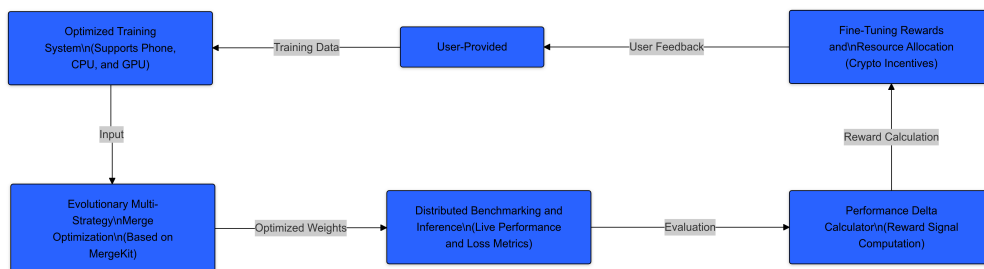 Optimized Training
System\n(Supports Phone,
CPU, and GPU)
Training Data
User-Provided
User Feedback
Fine-Tuning Rewards
and\nResource Allocation
(Crypto Incentives)
Input
Reward Calculation
Evolutionary Multi-
Strategy\nMerge
Optimization\n(Based on
MergeKit)
Optimized Weights
Distributed Benchmarking and
Inference\n(Live Performance
and Loss Metrics)
Evaluation
Performance Delta
Calculator\n(Reward Signal
Computation)